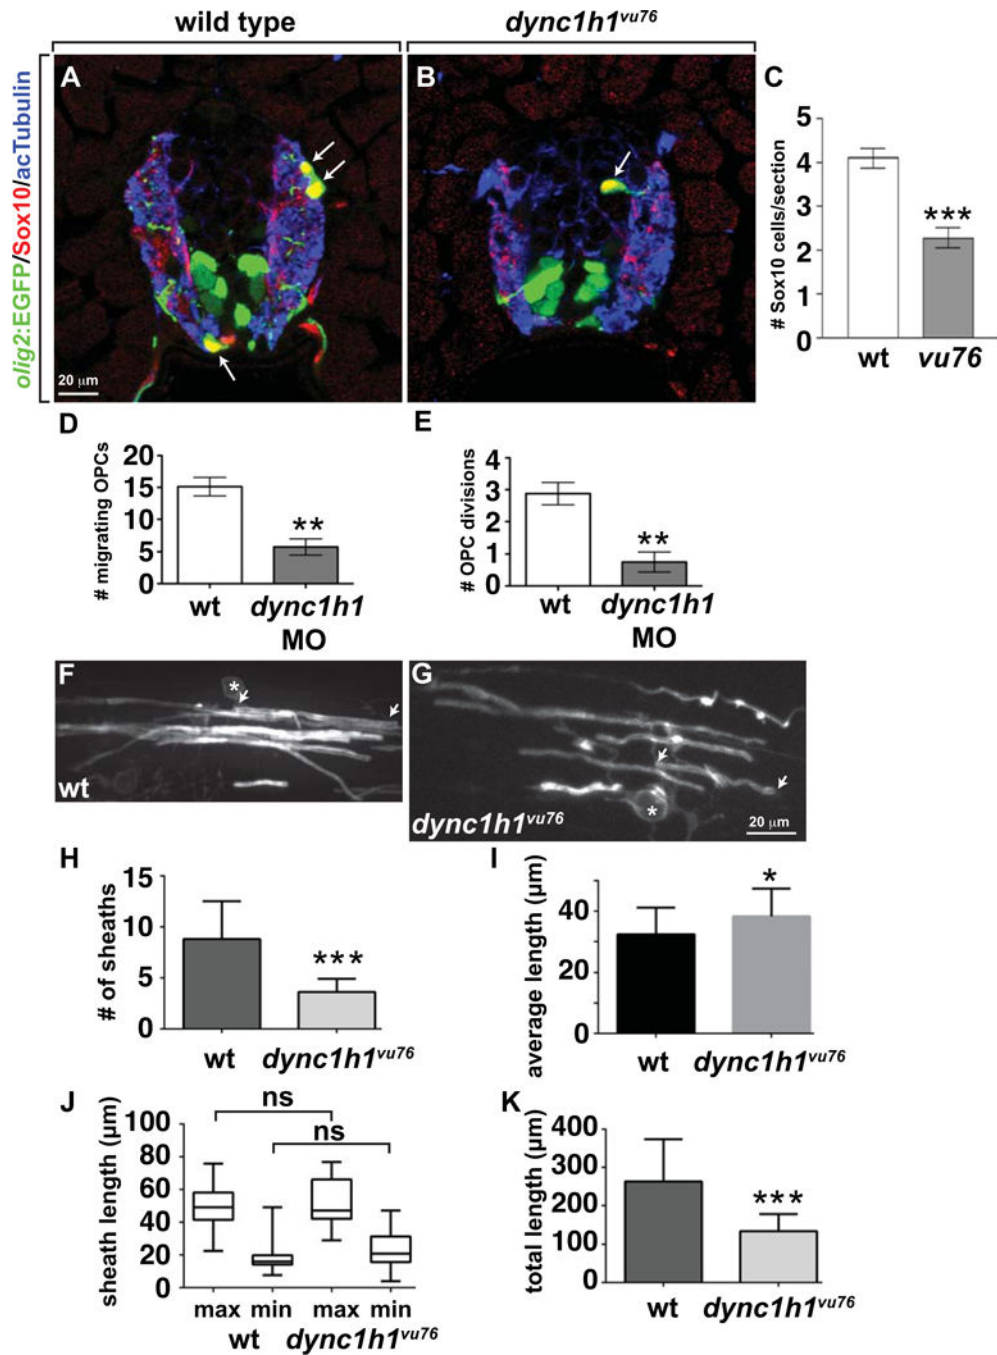 wild type
dync1h1vu76
olig2:EGFP/Sox10/acTubulin
A
20 µm
B
C
# Sox10 cells/section
5
4
3
2
1
0
***
wt
vu76
D
# migrating OPCs
20
15
10
5
0
**
wt
dync1h1
MO
E
# OPC divisions
4
3
2
1
0
**
wt
dync1h1
MO
F
*
wt
G
*
dync1h1vu76
20 µm
H
# of sheaths
15
10
5
0
***
wt
dync1h1vu76
I
average length (µm)
40
20
0
*
wt
dync1h1vu76
J
sheath length (µm)
100
80
60
40
20
0
ns
ns
max
min
max
min
wt
dync1h1vu76
K
total length (µm)
400
300
200
100
0
***
wt
dync1h1vu76